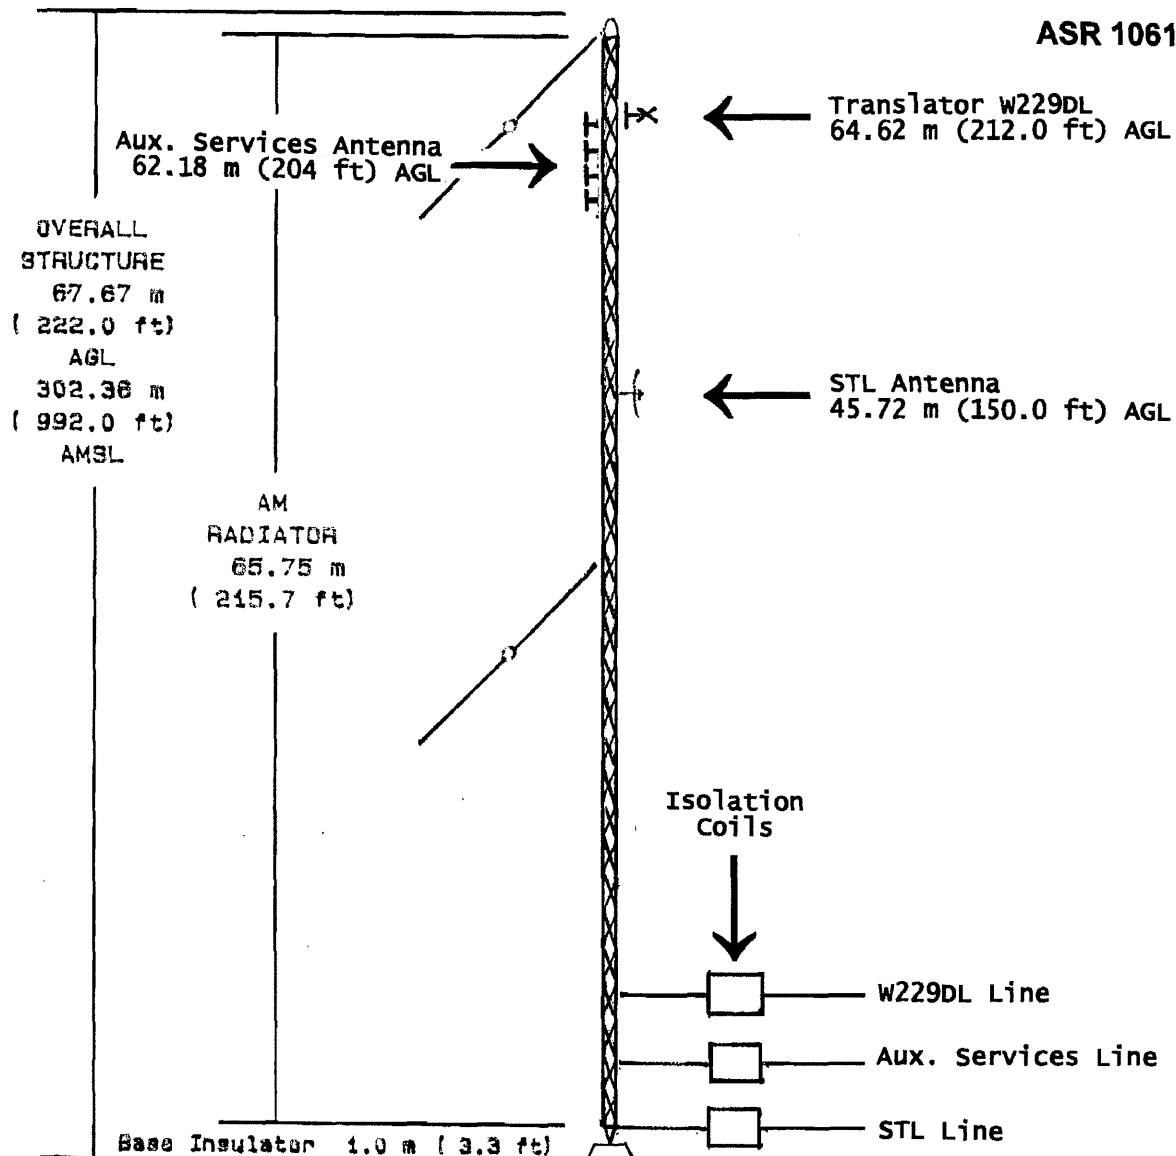 ASR 1061
Translator W229DL
64.62 m (212.0 ft) AGL
Aux. Services Antenna
62.18 m (204 ft) AGL
OVERALL
STRUCTURE
67.67 m
( 222.0 ft)
AGL
302.36 m
( 992.0 ft)
AMSL
STL Antenna
45.72 m (150.0 ft) AGL
AM
RADIATOR
65.75 m
( 215.7 ft)
Isolation
Coils
W229DL Line
Aux. Services Line
STL Line
Base Insulator 1.0 m ( 3.3 ft)